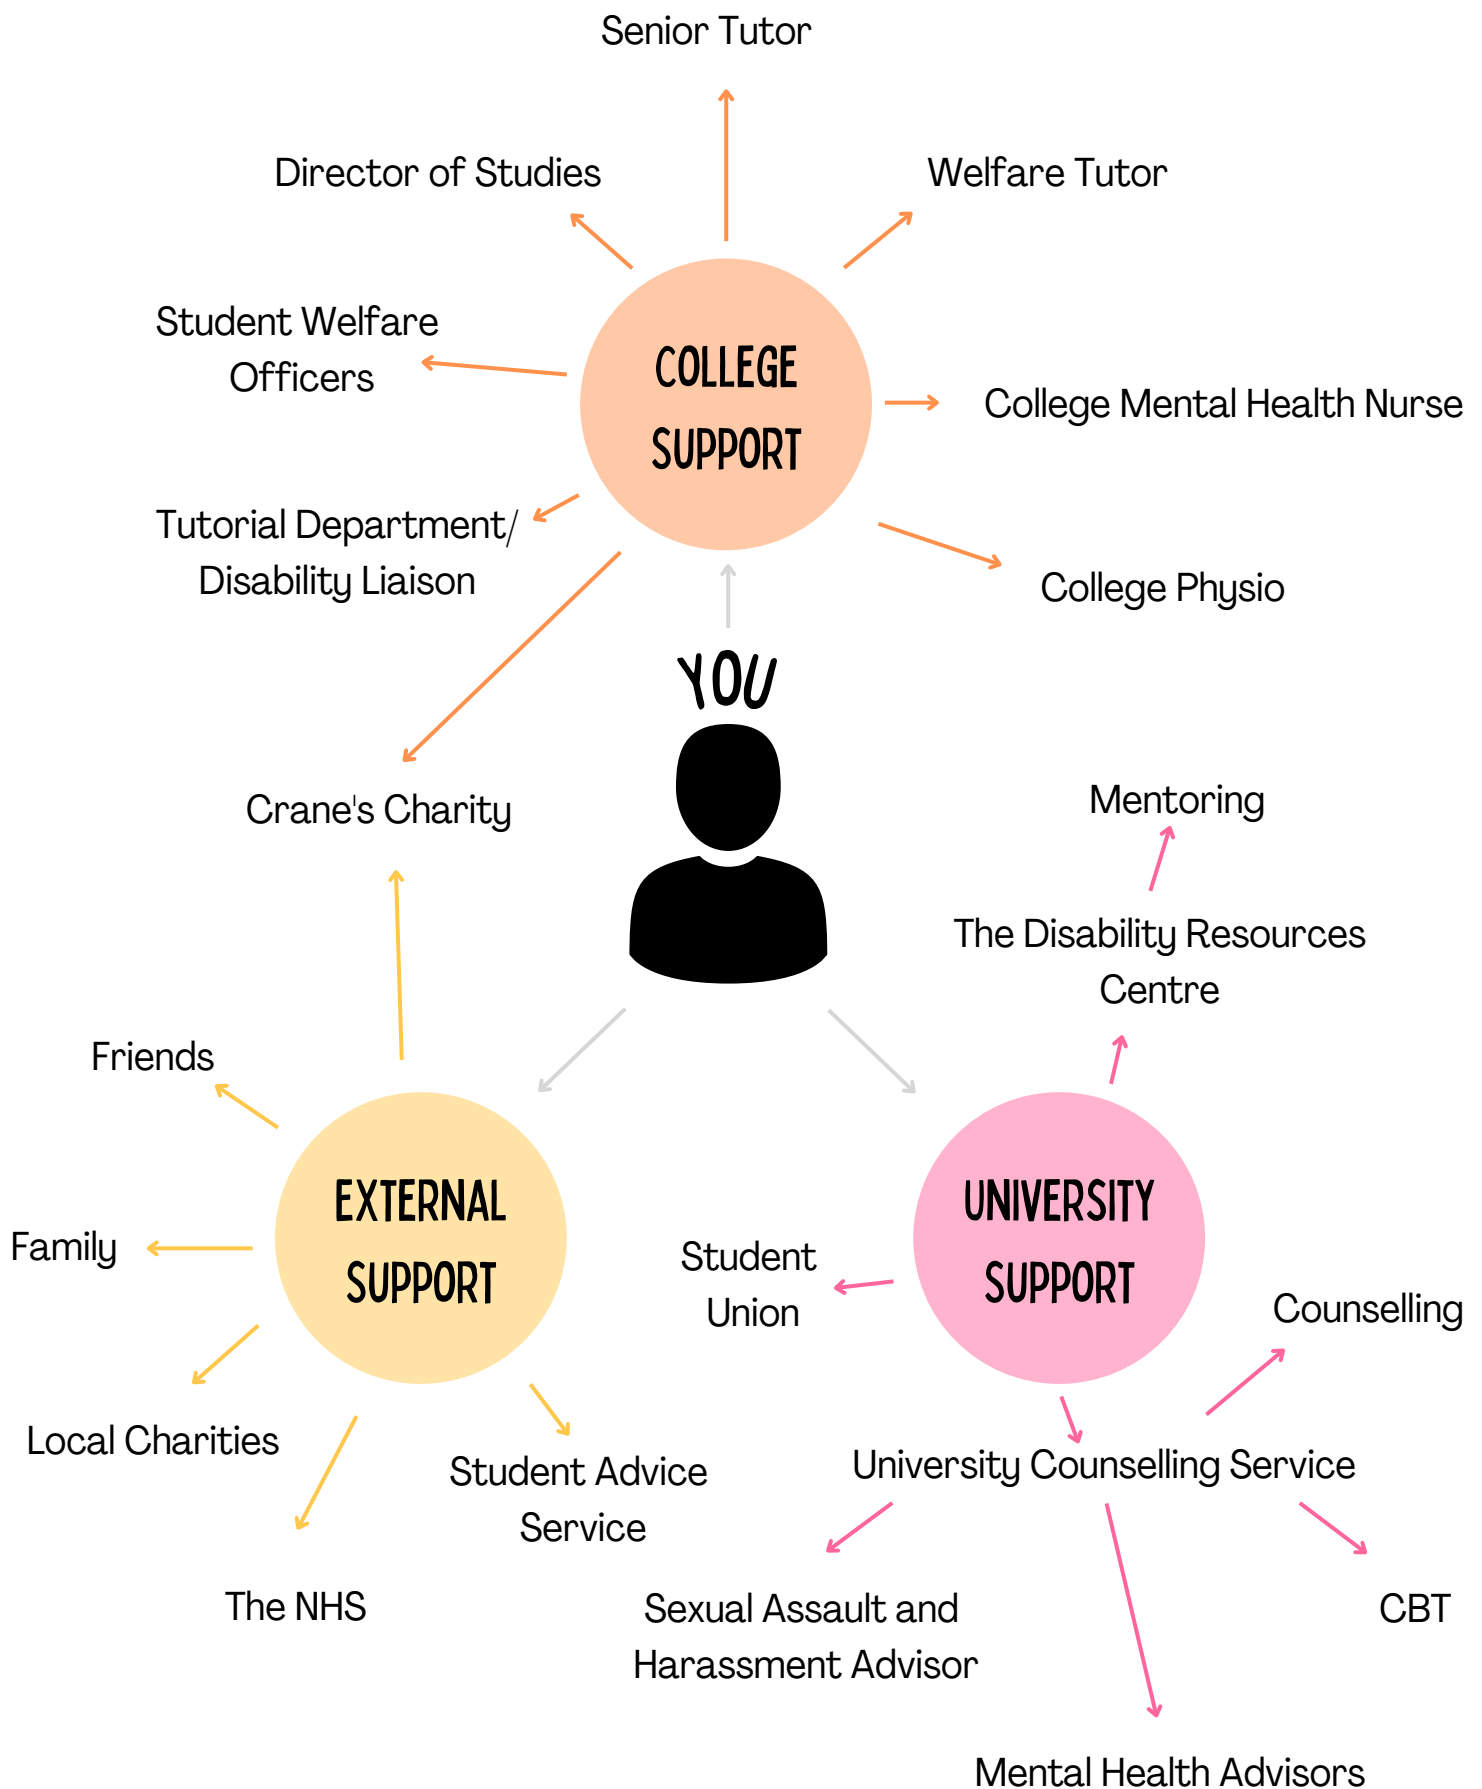 Senior Tutor
Director of Studies
Welfare Tutor
Student Welfare
Officers
COLLEGE
SUPPORT
College Mental Health Nurse
Tutorial Department/
Disability Liaison
College Physio
YOU
Crane's Charity
Mentoring
The Disability Resources
Centre
Friends
EXTERNAL
SUPPORT
UNIVERSITY
SUPPORT
Family
Student
Union
Counselling
Local Charities
Student Advice
Service
University Counselling Service
The NHS
Sexual Assault and
Harassment Advisor
CBT
Mental Health Advisors